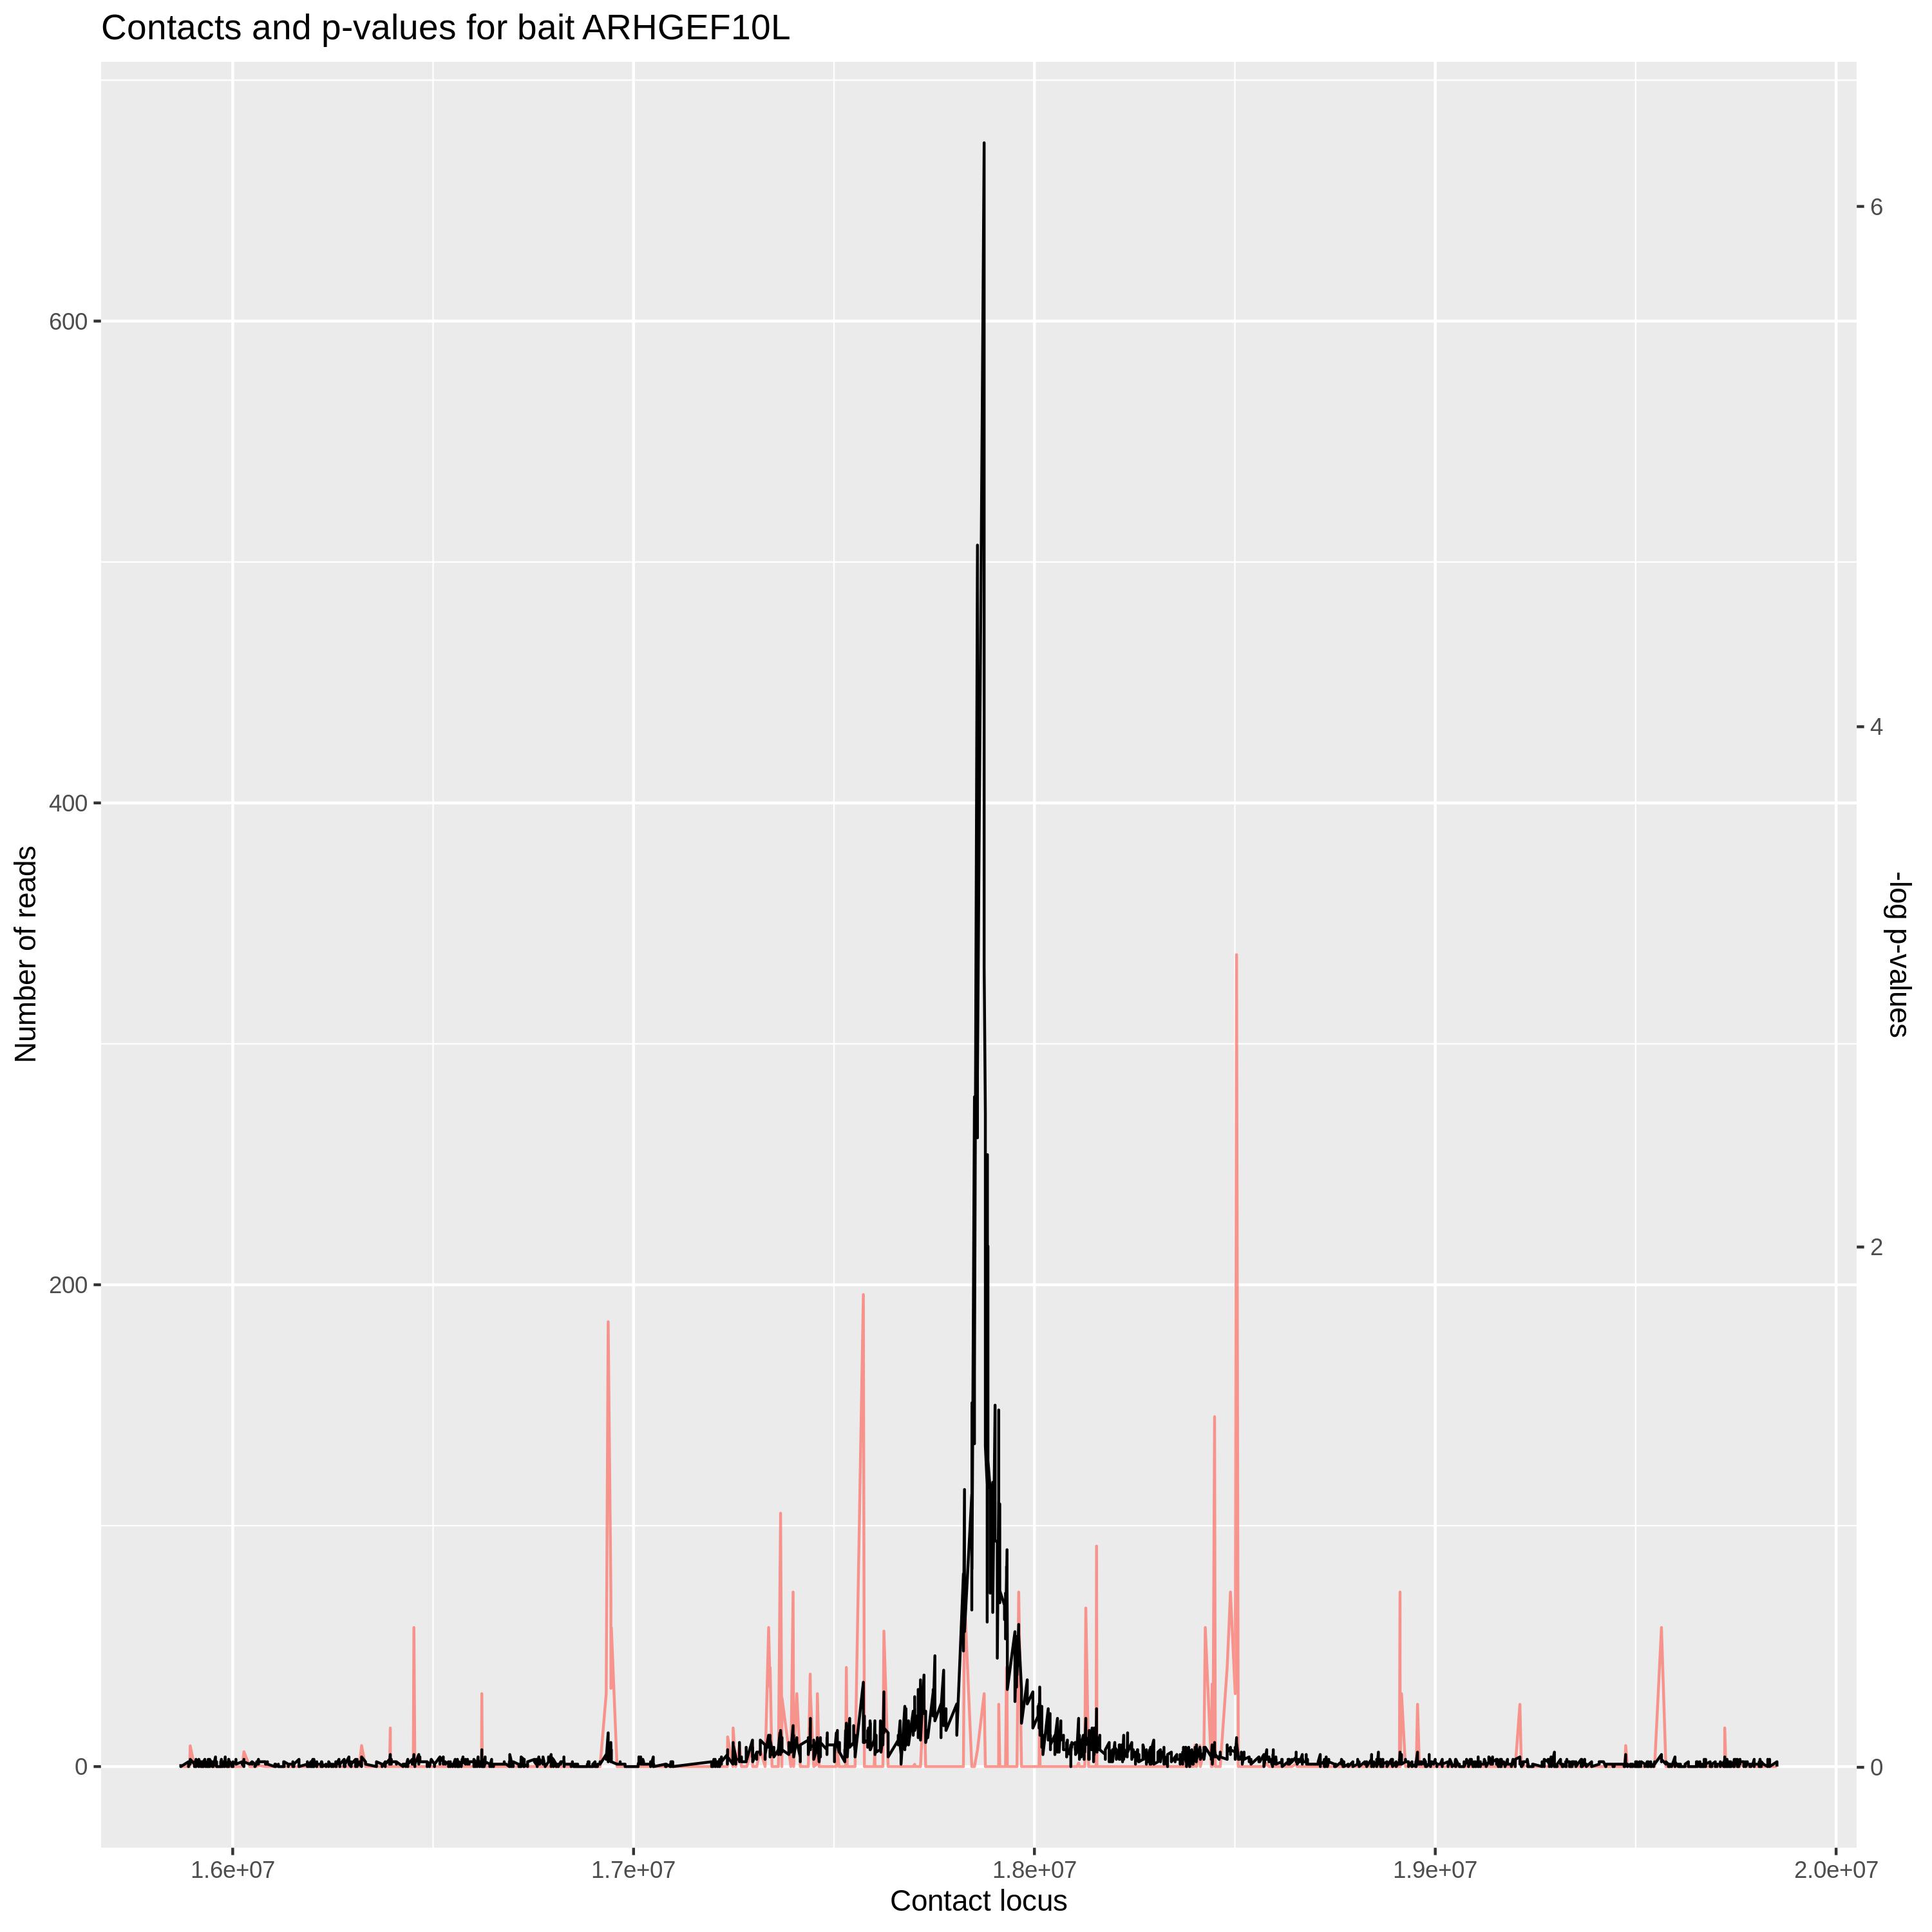 Contacts and p-values for bait ARHGEF10L
600
400
200
0
6
4
2
0
Number of reads
-log p-values
1.6e+07
1.7e+07
1.8e+07
1.9e+07
2.0e+07
Contact locus